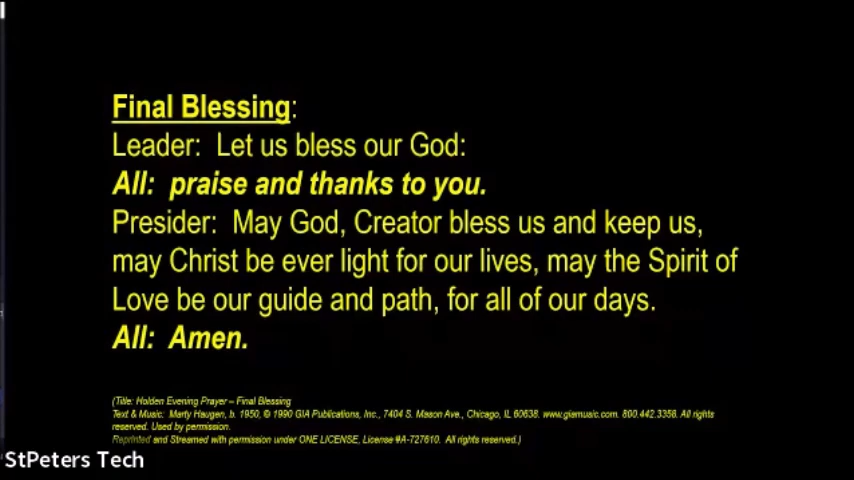 Final Blessing:
Leader: Let us bless our God:
All: praise and thanks to you.
Presider: May God, Creator bless us and keep us,
may Christ be ever light for our lives, may the Spirit of
Love be our guide and path, for all of our days.
All: Amen.
(Title: Holden Evening Prayer – Final Blessing
Text & Music: Marty Haugen, b. 1950, © 1990 GIA Publications, Inc., 7404 S. Mason Ave., Chicago, IL 60638. www.giamusic.com. 800.442.3358. All rights
reserved. Used by permission.
Reprinted and Streamed with permission under ONE LICENSE, License #A-727610. All rights reserved.)
StPeters Tech